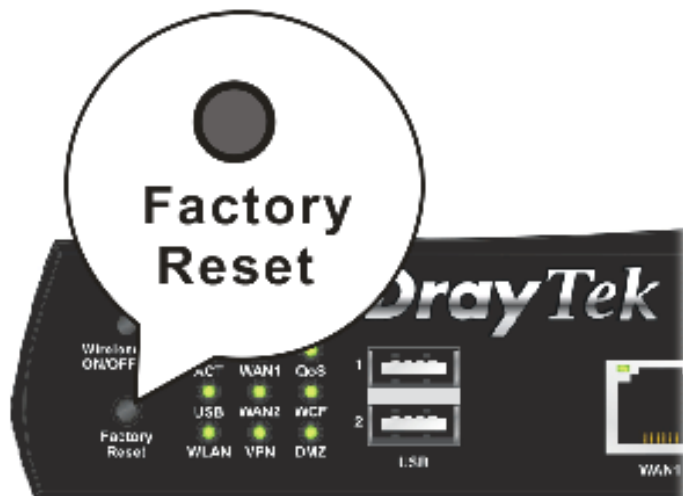 Factory
Reset
DrayTek
ON/OFF
ACT WAN1 QoS
USB WAN2 WCF
WLAN VPN DMZ
Factory
Reset
1
2
USB
WAN1